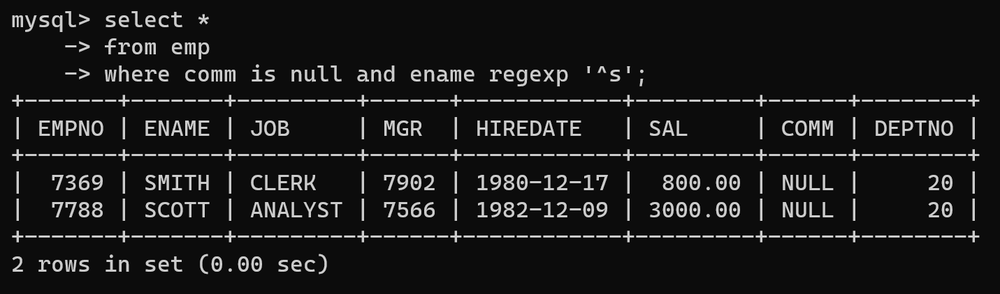 mysql> select *
    -> from emp
    -> where comm is null and ename regexp '^s';
+-------+-------+---------+------+------------+---------+------+--------+
| EMPNO | ENAME | JOB     | MGR  | HIREDATE   | SAL     | COMM | DEPTNO |
+-------+-------+---------+------+------------+---------+------+--------+
|  7369 | SMITH | CLERK   | 7902 | 1980-12-17 |  800.00 | NULL |     20 |
|  7788 | SCOTT | ANALYST | 7566 | 1982-12-09 | 3000.00 | NULL |     20 |
+-------+-------+---------+------+------------+---------+------+--------+
2 rows in set (0.00 sec)